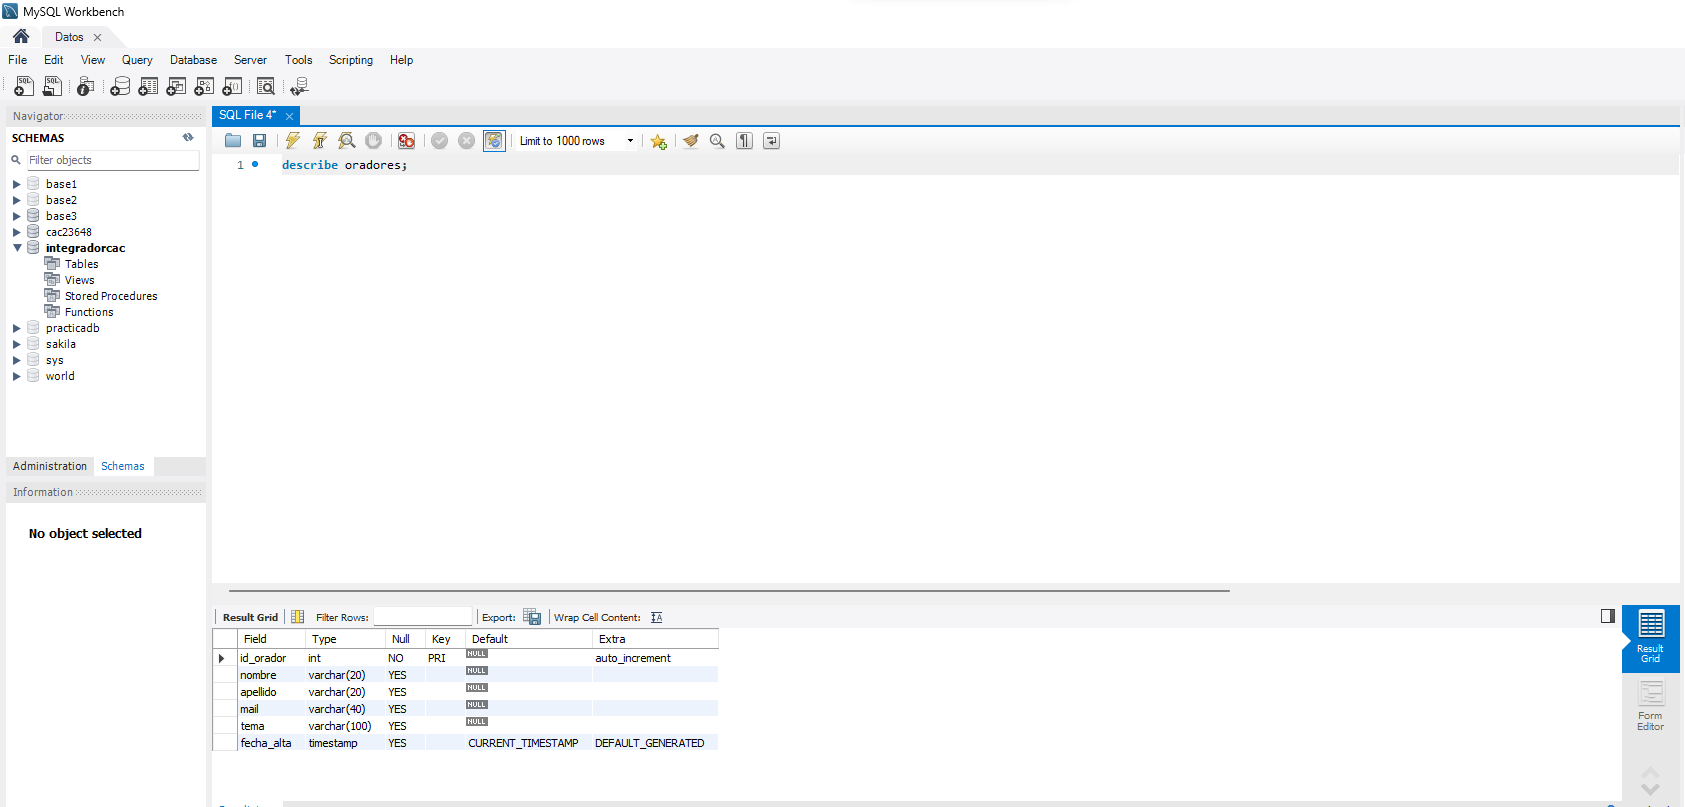 MySQL Workbench
Datos
File Edit View Query Database Server Tools Scripting Help
Navigator
SCHEMAS
Filter objects
base1
base2
base3
cac23648
integradorcac
Tables
Views
Stored Procedures
Functions
practicadb
sakila
sys
world
Administration Schemas
Information
No object selected
SQL File 4*
Limit to 1000 rows
1 describe oradores;
Result Grid Filter Rows: Export: Wrap Cell Content:
Field Type Null Key Default Extra
id_orador int NO PRI NULL auto_increment
nombre varchar(20) YES NULL
apellido varchar(20) YES NULL
mail varchar(40) YES NULL
tema varchar(100) YES NULL
fecha_alta timestamp YES CURRENT_TIMESTAMP DEFAULT_GENERATED
Result
Grid
Form
Editor